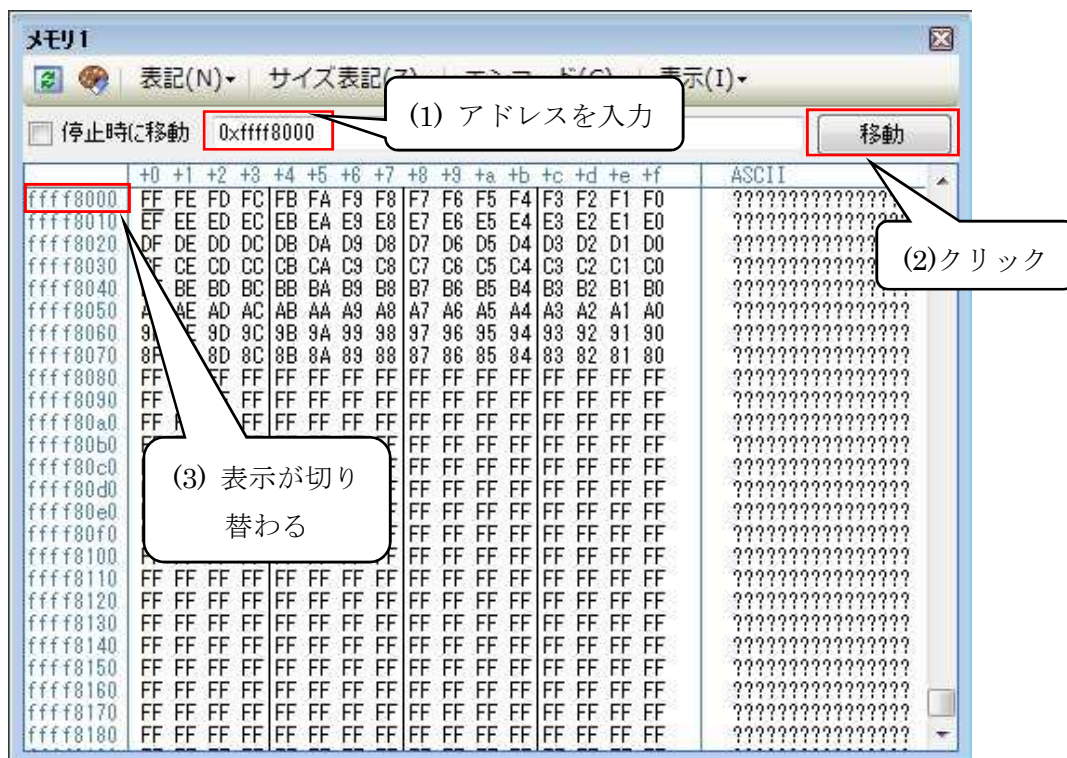 メモリ1
表記(N) サイズ表記(Z) 表示(I)
(1) アドレスを入力
停止時に移動 0xffff8000 移動
+0 +1 +2 +3 +4 +5 +6 +7 +8 +9 +a +b +c +d +e +f ASCII
ffff8000 FF FE FD FC FB FA F9 F8 F7 F6 F5 F4 F3 F2 F1 F0 ????????????????
ffff8010 EF EE ED EC EB EA E9 E8 E7 E6 E5 E4 E3 E2 E1 E0
ffff8020 DF DE DD DC DB DA D9 D8 D7 D6 D5 D4 D3 D2 D1 D0
(2)クリック
ffff8030 CE CD CC CB CA C9 C8 C7 C6 C5 C4 C3 C2 C1 C0
ffff8040 BE BD BC BB BA B9 B8 B7 B6 B5 B4 B3 B2 B1 B0
ffff8050 AE AD AC AB AA A9 A8 A7 A6 A5 A4 A3 A2 A1 A0 ????????????????
ffff8060 9D 9C 9B 9A 99 98 97 96 95 94 93 92 91 90 ????????????????
ffff8070 8D 8C 8B 8A 89 88 87 86 85 84 83 82 81 80 ????????????????
ffff8080 FF FF FF FF FF FF FF FF FF FF FF FF FF FF ????????????????
ffff8090 FF FF FF FF FF FF FF FF FF FF FF FF FF FF ????????????????
ffff80a0 FF FF FF FF FF FF FF FF FF FF FF FF FF FF ????????????????
ffff80b0 FF FF FF FF FF FF FF FF FF ????????????????
ffff80c0 FF FF FF FF FF FF FF FF ????????????????
(3) 表示が切り
替わる
ffff80d0 FF FF FF FF FF FF FF FF ????????????????
ffff80e0 FF FF FF FF FF FF FF FF ????????????????
ffff80f0 FF FF FF FF FF FF FF FF ????????????????
ffff8100 FF FF FF FF FF FF FF FF ????????????????
ffff8110 FF FF FF FF FF FF FF FF FF FF FF FF FF FF FF FF ????????????????
ffff8120 FF FF FF FF FF FF FF FF FF FF FF FF FF FF FF FF ????????????????
ffff8130 FF FF FF FF FF FF FF FF FF FF FF FF FF FF FF FF ????????????????
ffff8140 FF FF FF FF FF FF FF FF FF FF FF FF FF FF FF FF ????????????????
ffff8150 FF FF FF FF FF FF FF FF FF FF FF FF FF FF FF FF ????????????????
ffff8160 FF FF FF FF FF FF FF FF FF FF FF FF FF FF FF FF ????????????????
ffff8170 FF FF FF FF FF FF FF FF FF FF FF FF FF FF FF FF ????????????????
ffff8180 FF FF FF FF FF FF FF FF FF FF FF FF FF FF FF FF ????????????????